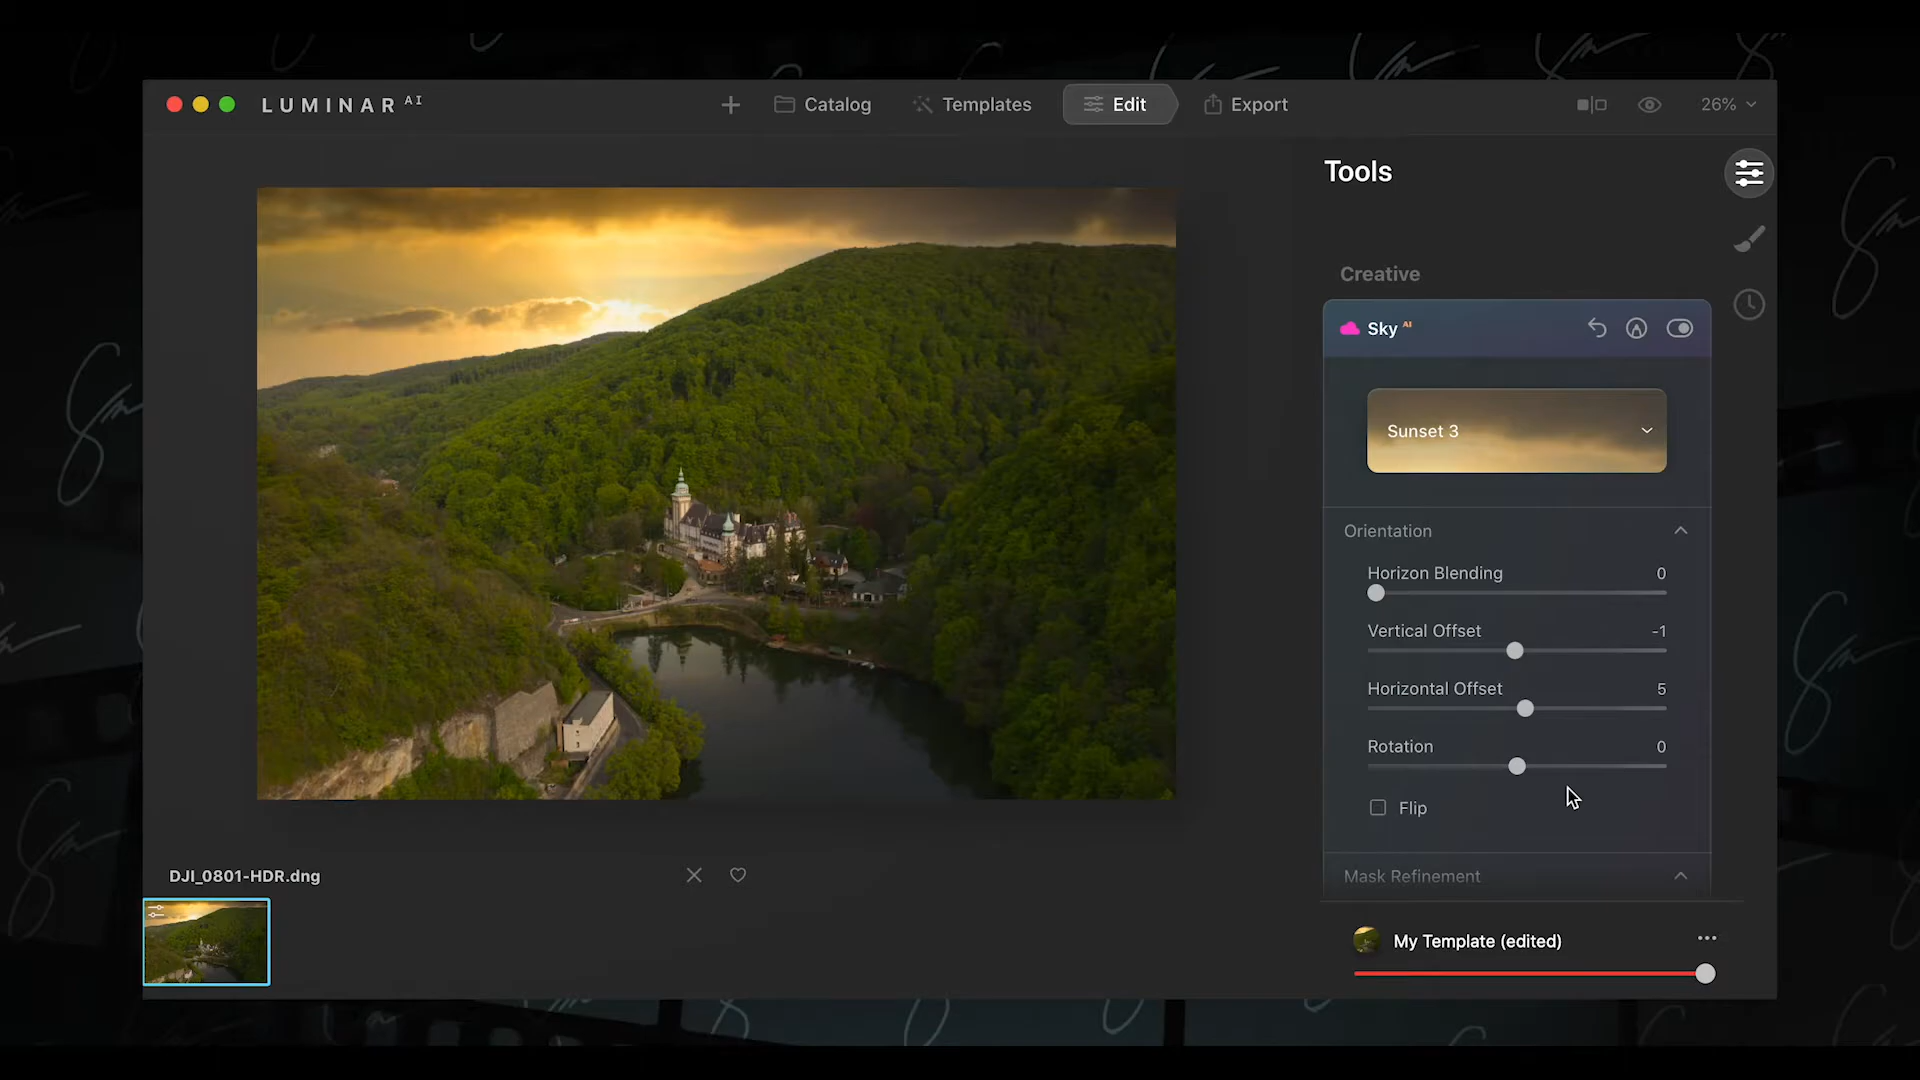 LUMINAR AI
Catalog
Templates
Edit
Export
26%
Tools
Creative
Sky AI
Sunset 3
Orientation
Horizon Blending 0
Vertical Offset -1
Horizontal Offset 5
Rotation 0
Flip
Mask Refinement
DJI_0801-HDR.dng
My Template (edited)